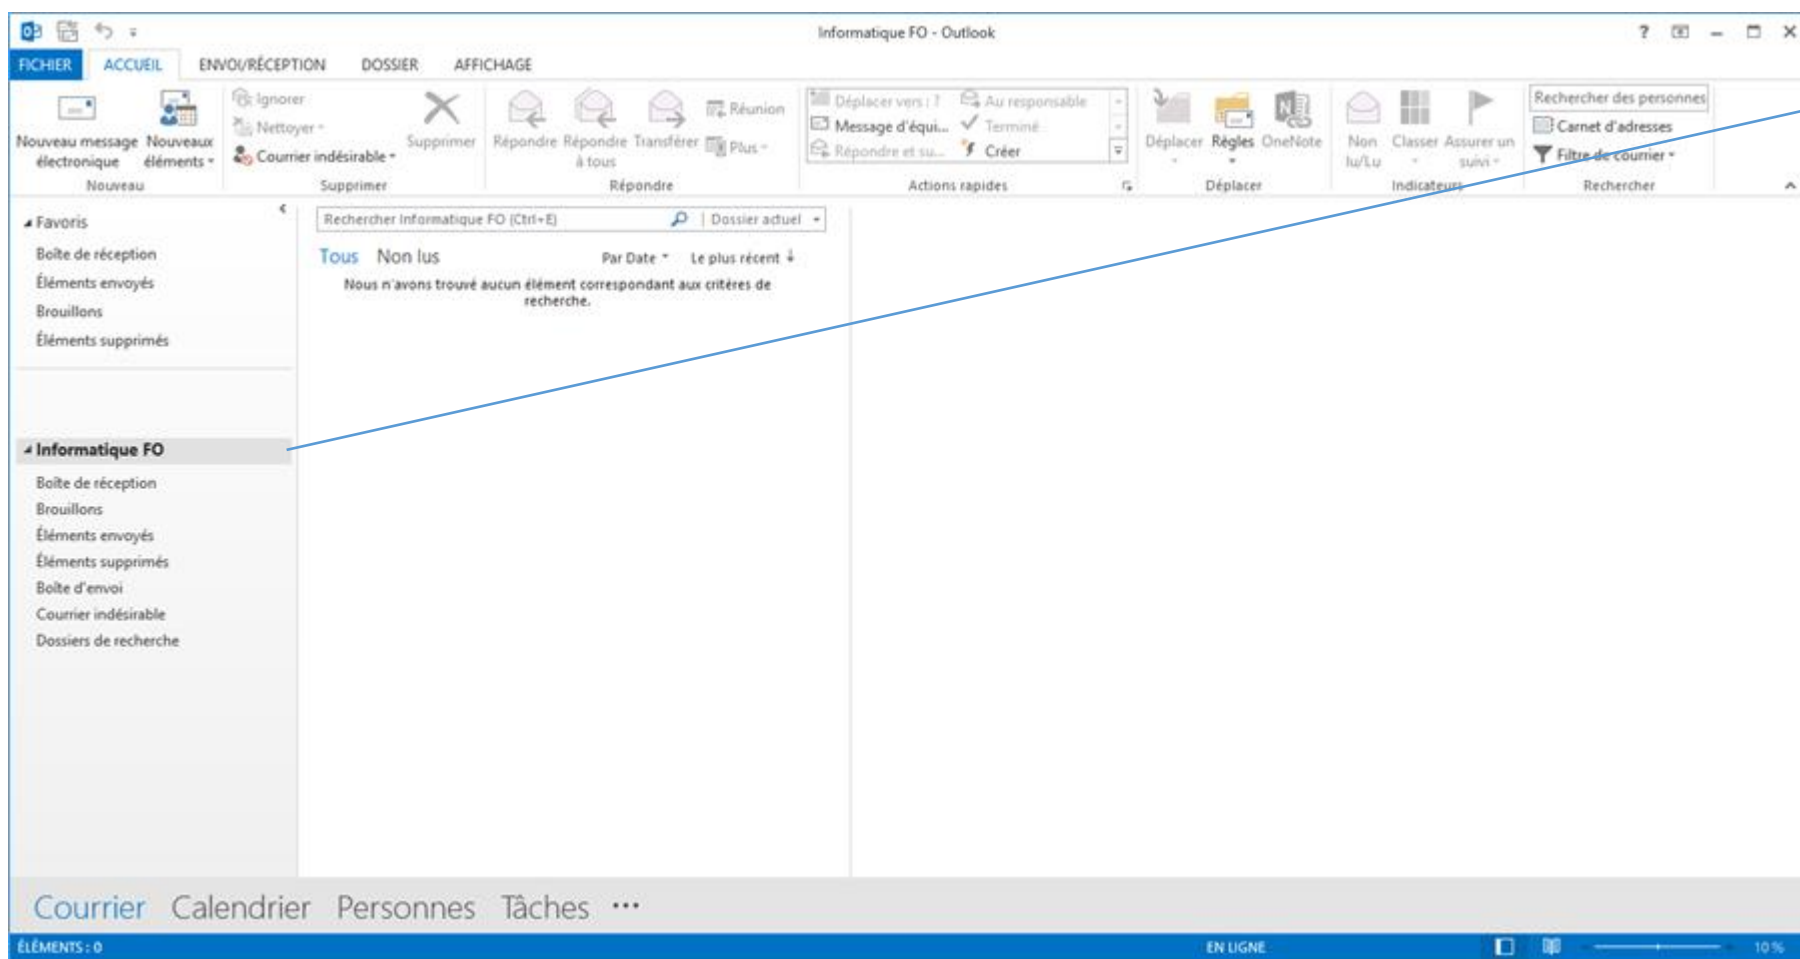 Informatique FO - Outlook
FICHIER ACCUEIL ENVOI/RÉCEPTION DOSSIER AFFICHAGE
Nouveau message électronique
Nouveaux éléments
Nouveau
Ignorer
Nettoyer
Courrier indésirable
Supprimer
Supprimer
Répondre
Répondre à tous
Transférer
Réunion
Plus
Répondre
Déplacer vers : ?
Message d'équi...
Répondre et su...
Au responsable
Terminé
Créer
Actions rapides
Déplacer
Règles
OneNote
Déplacer
Non lu/Lu
Classer
Assurer un suivi
Indicateurs
Rechercher des personnes
Carnet d'adresses
Filtre de courrier
Rechercher
Favoris
Boîte de réception
Éléments envoyés
Brouillons
Éléments supprimés
Informatique FO
Boîte de réception
Brouillons
Éléments envoyés
Éléments supprimés
Boîte d'envoi
Courrier indésirable
Dossiers de recherche
Rechercher Informatique FO (Ctrl+E) Dossier actuel
Tous Non lus Par Date Le plus récent
Nous n'avons trouvé aucun élément correspondant aux critères de
recherche.
Courrier Calendrier Personnes Tâches ...
ÉLÉMENTS : 0 EN LIGNE 10 %